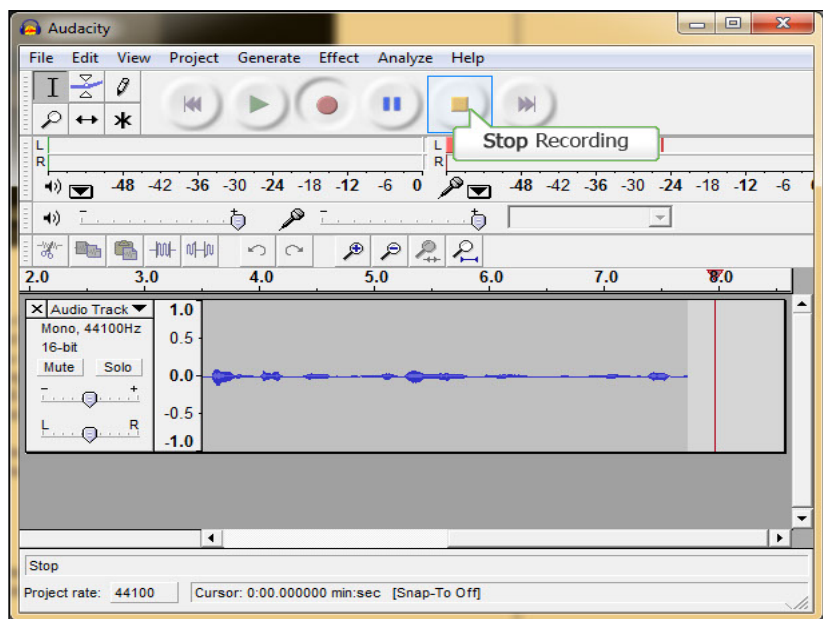 Audacity
File Edit View Project Generate Effect Analyze Help
Stop Recording
L
R
L
R
-48 -42 -36 -30 -24 -18 -12 -6 0
-48 -42 -36 -30 -24 -18 -12 -6
- +
- +
2.0 3.0 4.0 5.0 6.0 7.0 8.0
X Audio Track
Mono, 44100Hz
16-bit
Mute Solo
- +
L R
1.0
0.5
0.0
-0.5
-1.0
Stop
Project rate: 44100 Cursor: 0:00.000000 min:sec [Snap-To Off]